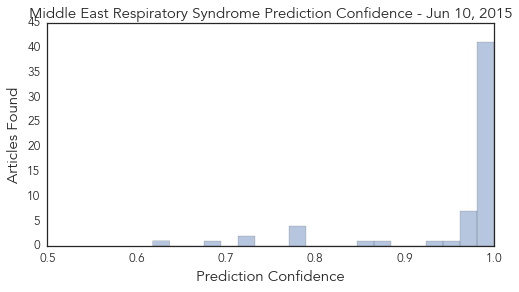 Middle East Respiratory Syndrome Prediction Confidence - Jun 10, 2015
45
40
35
30
25
20
15
10
5
0
Articles Found
0.5 0.6 0.7 0.8 0.9 1.0
Prediction Confidence